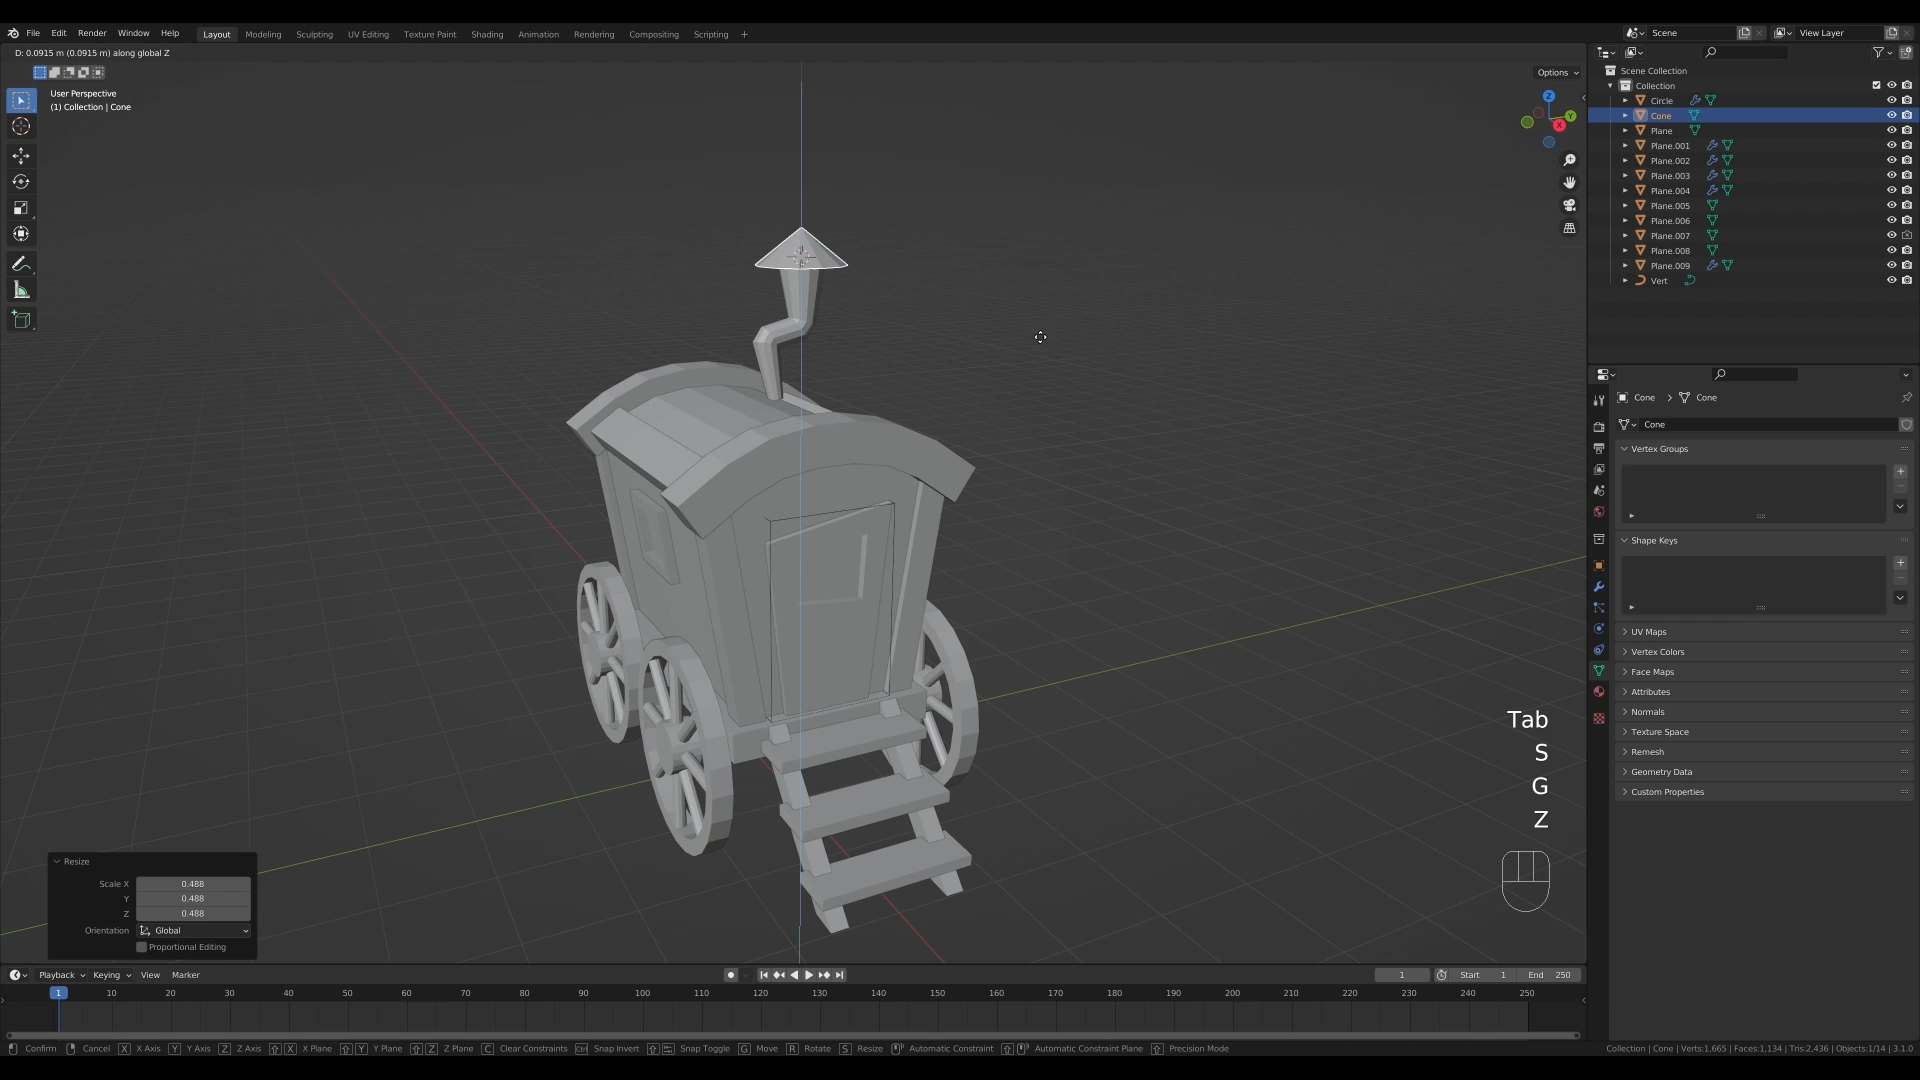 File Edit Render Window Help Layout Modeling Sculpting UV Editing Texture Paint Shading Animation Rendering Compositing Scripting + Scene View Layer
D: 0.0915 m (0.0915 m) along global Z
Options
User Perspective
(1) Collection | Cone
Z
Y
X
Scene Collection
Collection
Circle
Cone
Plane
Plane.001
Plane.002
Plane.003
Plane.004
Plane.005
Plane.006
Plane.007
Plane.008
Plane.009
Vert
Cone > Cone
Cone
Vertex Groups
Shape Keys
UV Maps
Vertex Colors
Face Maps
Attributes
Normals
Texture Space
Remesh
Geometry Data
Custom Properties
Tab
S
G
Z
Resize
Scale X 0.488
Y 0.488
Z 0.488
Orientation Global
Proportional Editing
Playback Keying View Marker 1 Start 1 End 250
1 10 20 30 40 50 60 70 80 90 100 110 120 130 140 150 160 170 180 190 200 210 220 230 240 250
Confirm Cancel X X Axis Y Y Axis Z Z Axis X X Plane Y Y Plane Z Z Plane C Clear Constraints Ctrl Snap Invert Snap Toggle G Move R Rotate S Resize Automatic Constraint Automatic Constraint Plane Precision Mode Collection | Cone | Verts:1,665 | Faces:1,134 | Tris:2,436 | Objects:1/14 | 3.1.0